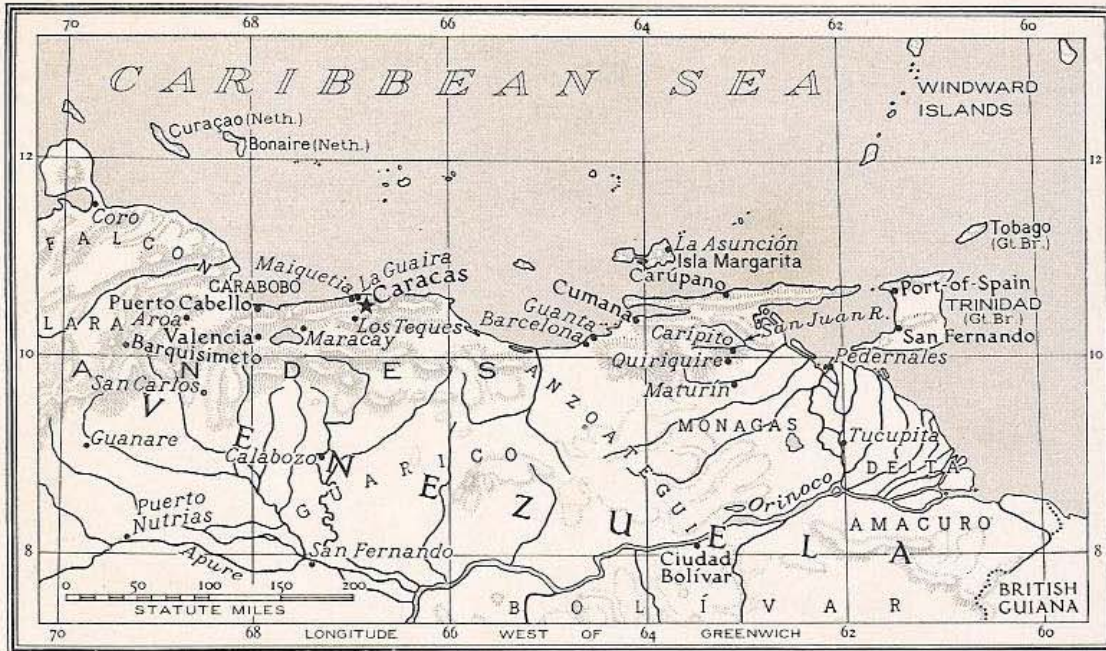 70 68 66 64 62 60
CARIBBEAN SEA
WINDWARD
ISLANDS
Curaçao (Neth.)
Bonaire (Neth.)
12 12
Coro
FALCON
La Asunción
Isla Margarita
Tobago
(Gt. Br.)
Maiquetia
La Guaira
Caracas
CARABOBO
Carúpano
Cumana
Port-of-Spain
TRINIDAD
(Gt. Br.)
Puerto Cabello
Guanta
San Juan R.
LARA
Aroa
Los Teques
Barcelona
Caripito
San Fernando
Valencia
Maracay
10 10
Barquisimeto
Quiriquire
Pedernales
ANDES
San Carlos
Maturín
ANZOATEGUI
VENEZUELA
MONAGAS
Guanare
Calabozo
Tucupita
GUARICO
DELTA
Puerto
Nutrias
Orinoco
AMACURO
8 8
Apure
San Fernando
Ciudad
Bolívar
0 50 100 200
STATUTE MILES
BOLÍVAR
BRITISH
GUIANA
70 68 LONGITUDE 66 WEST OF 64 GREENWICH 62 60